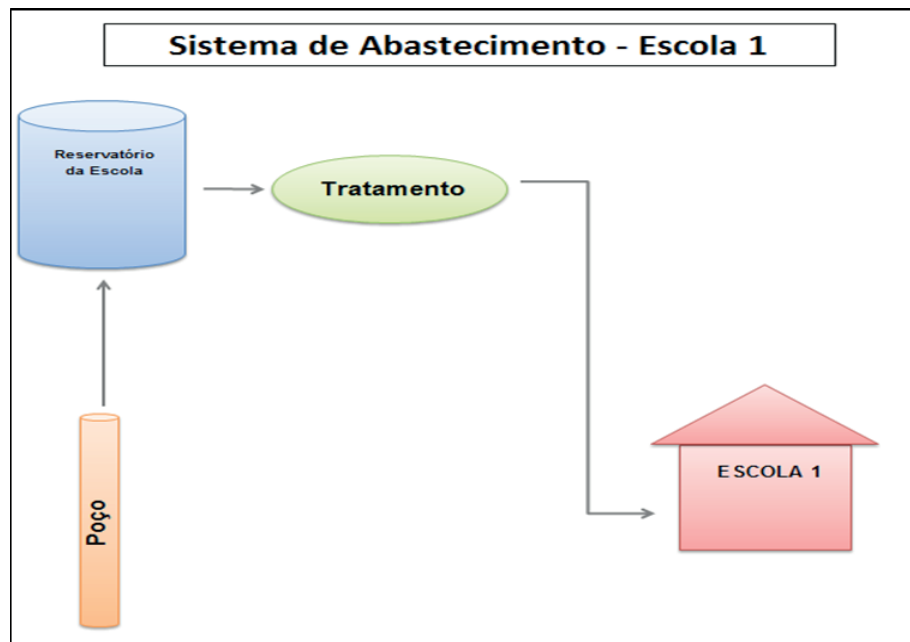 Sistema de Abastecimento - Escola 1
Reservatório
da Escola
Tratamento
ESCOLA 1
Poço